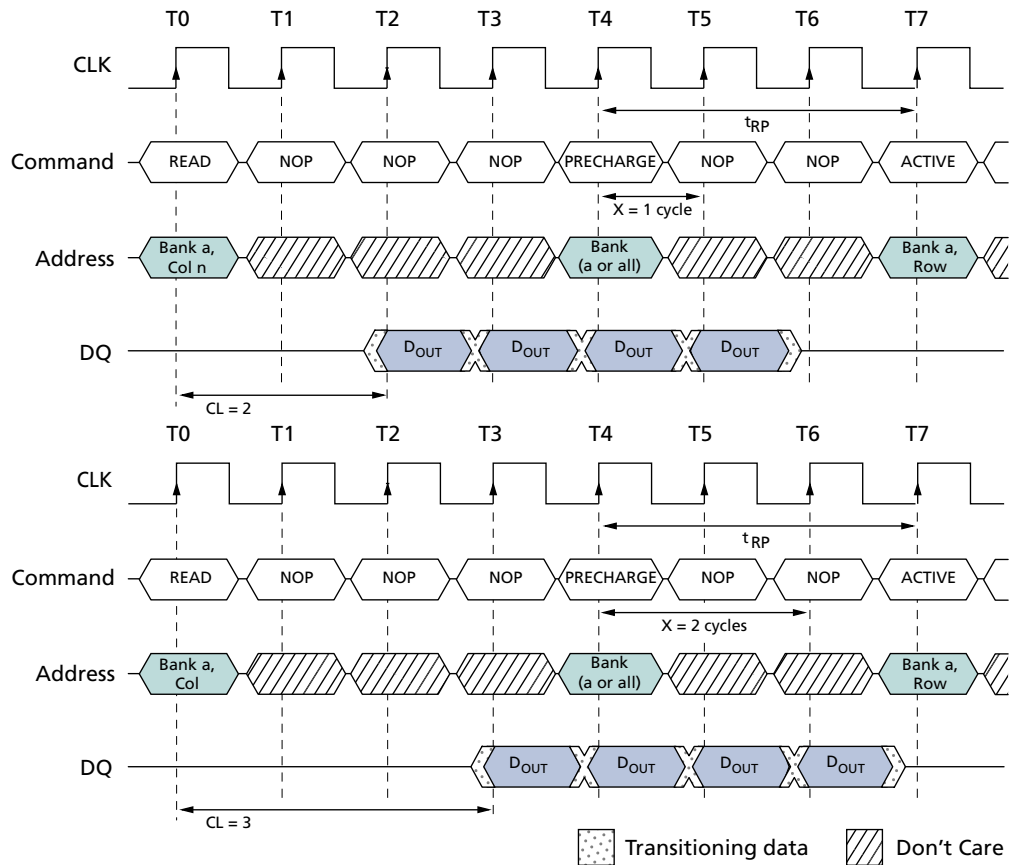 T0 T1 T2 T3 T4 T5 T6 T7
CLK
tRP
Command READ NOP NOP NOP PRECHARGE NOP NOP ACTIVE
X = 1 cycle
Address Bank a, Col n Bank (a or all) Bank a, Row
DQ DOUT DOUT DOUT DOUT
CL = 2
T0 T1 T2 T3 T4 T5 T6 T7
CLK
tRP
Command READ NOP NOP NOP PRECHARGE NOP NOP ACTIVE
X = 2 cycles
Address Bank a, Col Bank (a or all) Bank a, Row
DQ DOUT DOUT DOUT DOUT
CL = 3
Transitioning data Don't Care